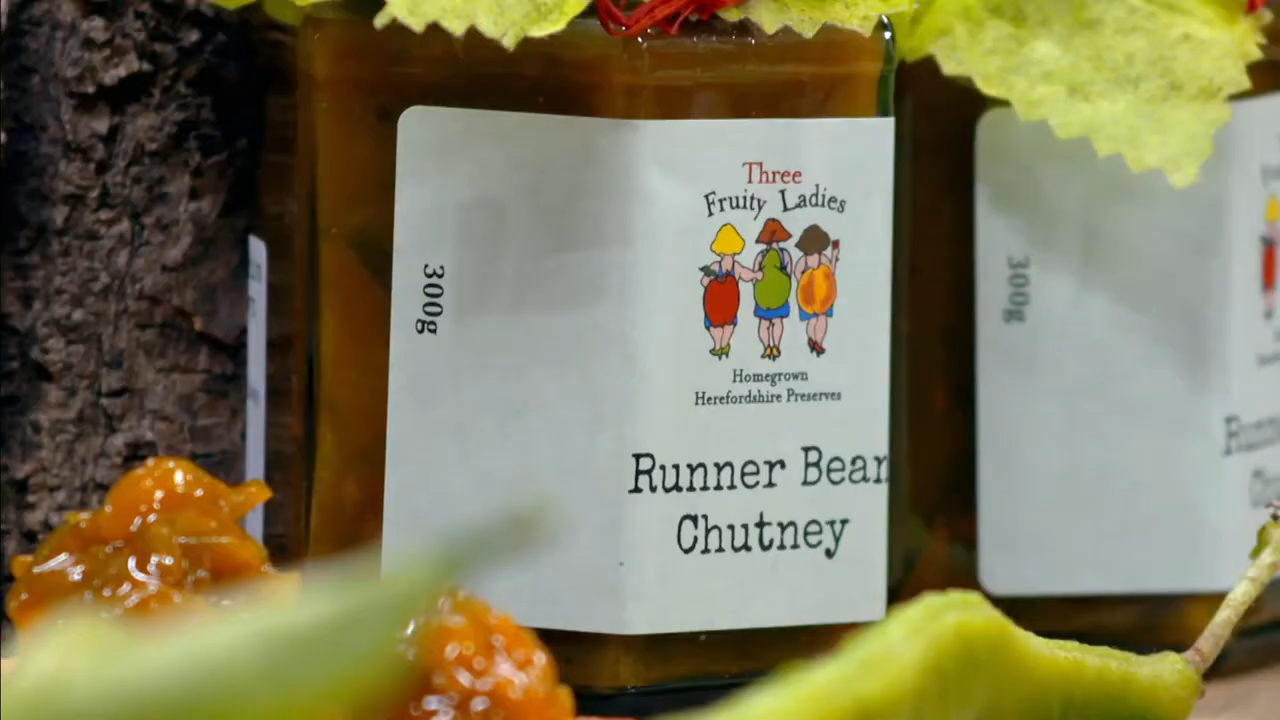 300g
Three
Fruity Ladies
Homegrown
Herefordshire Preserves
Runner Bean
Chutney
300g